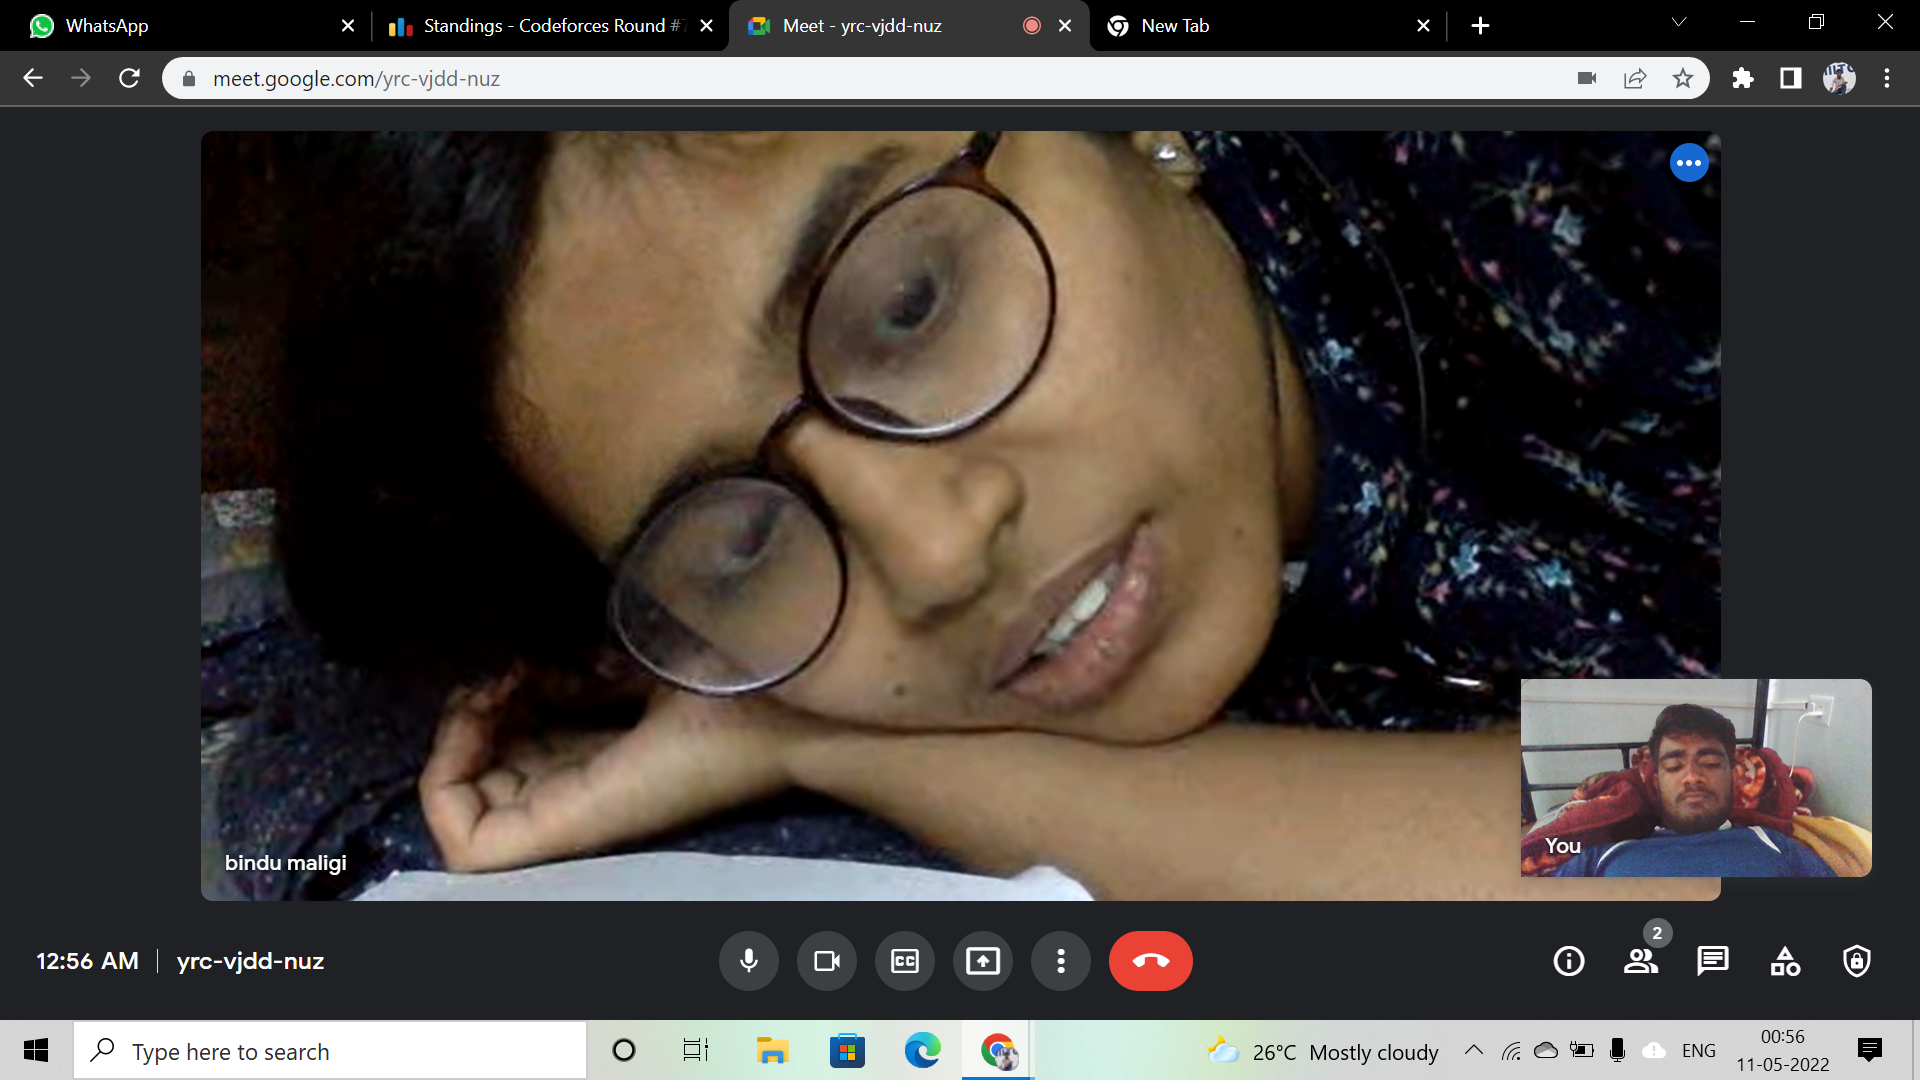 WhatsApp
Standings - Codeforces Round #
Meet - yrc-vjdd-nuz
New Tab
meet.google.com/yrc-vjdd-nuz
bindu maligi
You
12:56 AM | yrc-vjdd-nuz
CC
2
Type here to search
26°C Mostly cloudy
ENG
00:56
11-05-2022